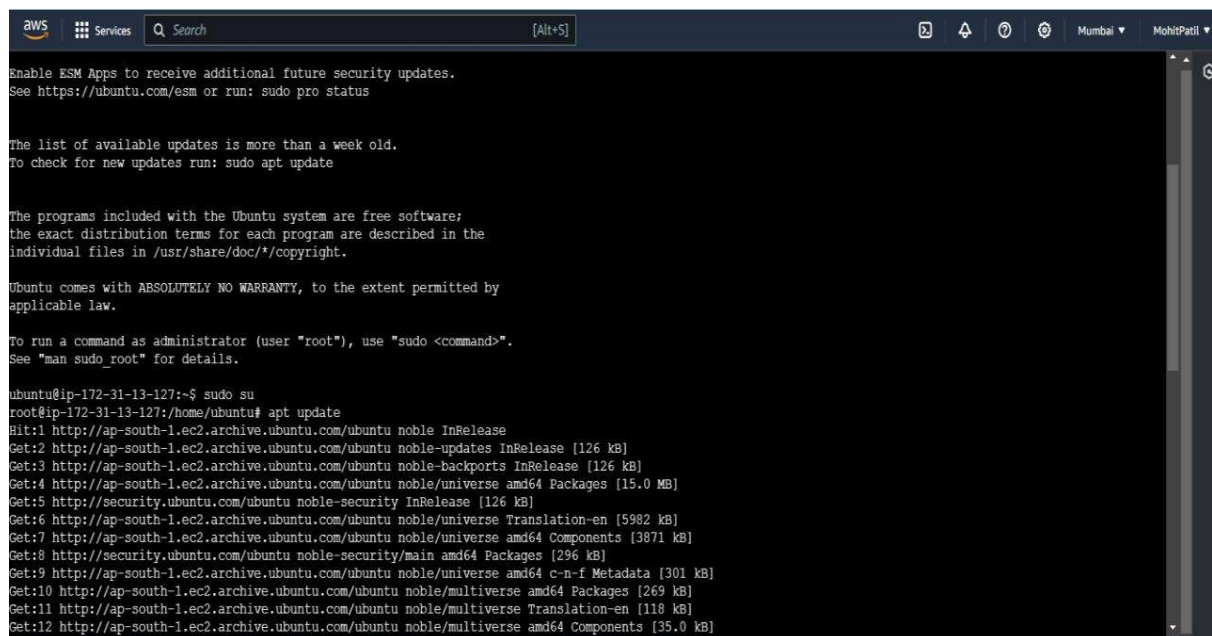 aws Services Search [Alt+S] Mumbai MohitPatil
Enable ESM Apps to receive additional future security updates.
See https://ubuntu.com/esm or run: sudo pro status
The list of available updates is more than a week old.
To check for new updates run: sudo apt update
The programs included with the Ubuntu system are free software;
the exact distribution terms for each program are described in the
individual files in /usr/share/doc/*/copyright.
Ubuntu comes with ABSOLUTELY NO WARRANTY, to the extent permitted by
applicable law.
To run a command as administrator (user "root"), use "sudo <command>".
See "man sudo_root" for details.
ubuntu@ip-172-31-13-127:~$ sudo su
root@ip-172-31-13-127:/home/ubuntu# apt update
Hit:1 http://ap-south-1.ec2.archive.ubuntu.com/ubuntu noble InRelease
Get:2 http://ap-south-1.ec2.archive.ubuntu.com/ubuntu noble-updates InRelease [126 kB]
Get:3 http://ap-south-1.ec2.archive.ubuntu.com/ubuntu noble-backports InRelease [126 kB]
Get:4 http://ap-south-1.ec2.archive.ubuntu.com/ubuntu noble/universe amd64 Packages [15.0 MB]
Get:5 http://security.ubuntu.com/ubuntu noble-security InRelease [126 kB]
Get:6 http://ap-south-1.ec2.archive.ubuntu.com/ubuntu noble/universe Translation-en [5982 kB]
Get:7 http://ap-south-1.ec2.archive.ubuntu.com/ubuntu noble/universe amd64 Components [3871 kB]
Get:8 http://security.ubuntu.com/ubuntu noble-security/main amd64 Packages [296 kB]
Get:9 http://ap-south-1.ec2.archive.ubuntu.com/ubuntu noble/universe amd64 c-n-f Metadata [301 kB]
Get:10 http://ap-south-1.ec2.archive.ubuntu.com/ubuntu noble/multiverse amd64 Packages [269 kB]
Get:11 http://ap-south-1.ec2.archive.ubuntu.com/ubuntu noble/multiverse Translation-en [118 kB]
Get:12 http://ap-south-1.ec2.archive.ubuntu.com/ubuntu noble/multiverse amd64 Components [35.0 kB]